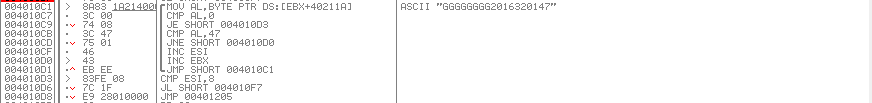 004010C1 > 8A83 1A214000 MOV AL,BYTE PTR DS:[EBX+40211A] ASCII "GGGGGGGG2016320147"
004010C7 · 3C 00 CMP AL,0
004010C9 ·v 74 08 JE SHORT 004010D3
004010CB · 3C 47 CMP AL,47
004010CD ·v 75 01 JNE SHORT 004010D0
004010CF · 46 INC ESI
004010D0 > 43 INC EBX
004010D1 ·^ EB EE JMP SHORT 004010C1
004010D3 > 83FE 08 CMP ESI,8
004010D6 ·v 7C 1F JL SHORT 004010F7
004010D8 ·v E9 28010000 JMP 00401205